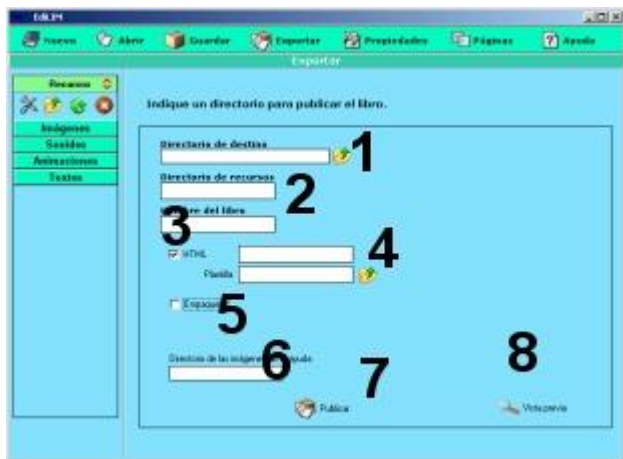 EdiLIM
Nuevo Abrir Guardar Exportar Propiedades Páginas Ayuda
Exportar
Recursos
Imágenes
Sonidos
Animaciones
Textos
Indique un directorio para publicar el libro.
Directorio de destino
1
Directorio de recursos
2
del libro
3
HTML
4
Plantilla
5
Directorio de las imágenes
6
7
Publicar
8
Vista previa